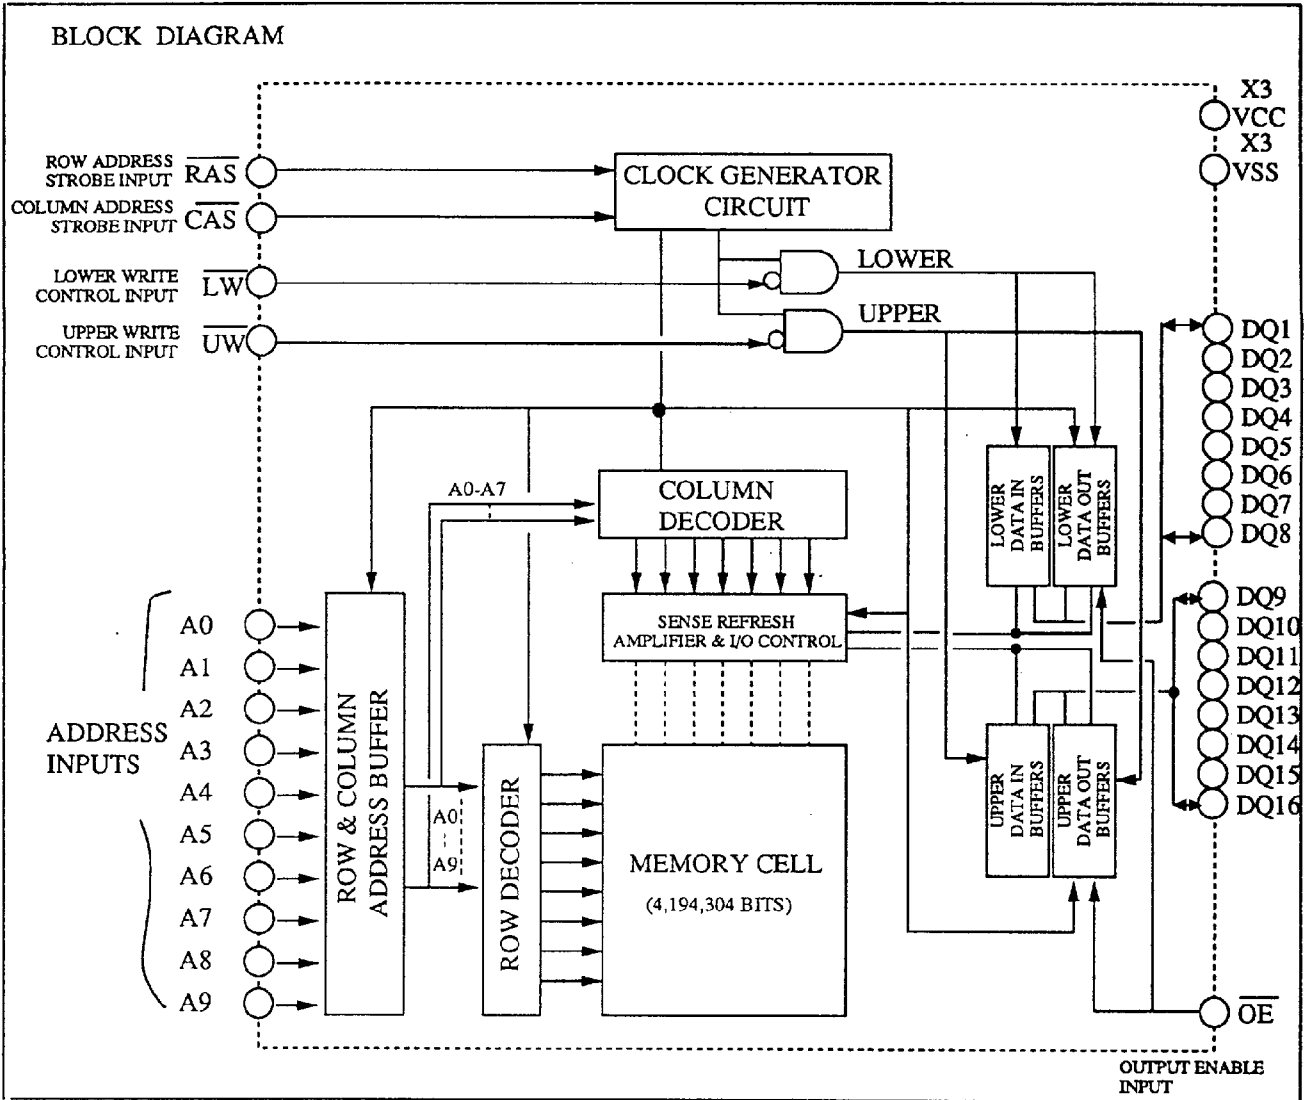 BLOCK DIAGRAM
X3
VCC
X3
VSS
ROW ADDRESS
STROBE INPUT
RAS
COLUMN ADDRESS
STROBE INPUT
CAS
LOWER WRITE
CONTROL INPUT
LW
UPPER WRITE
CONTROL INPUT
UW
CLOCK GENERATOR
CIRCUIT
LOWER
UPPER
DQ1
DQ2
DQ3
DQ4
DQ5
DQ6
DQ7
DQ8
DQ9
DQ10
DQ11
DQ12
DQ13
DQ14
DQ15
DQ16
A0-A7
COLUMN
DECODER
LOWER
DATA IN
BUFFERS
LOWER
DATA OUT
BUFFERS
SENSE REFRESH
AMPLIFIER & I/O CONTROL
ADDRESS
INPUTS
A0
A1
A2
A3
A4
A5
A6
A7
A8
A9
ROW & COLUMN
ADDRESS BUFFER
A0
A9
ROW DECODER
MEMORY CELL
(4,194,304 BITS)
UPPER
DATA IN
BUFFERS
UPPER
DATA OUT
BUFFERS
OE
OUTPUT ENABLE
INPUT